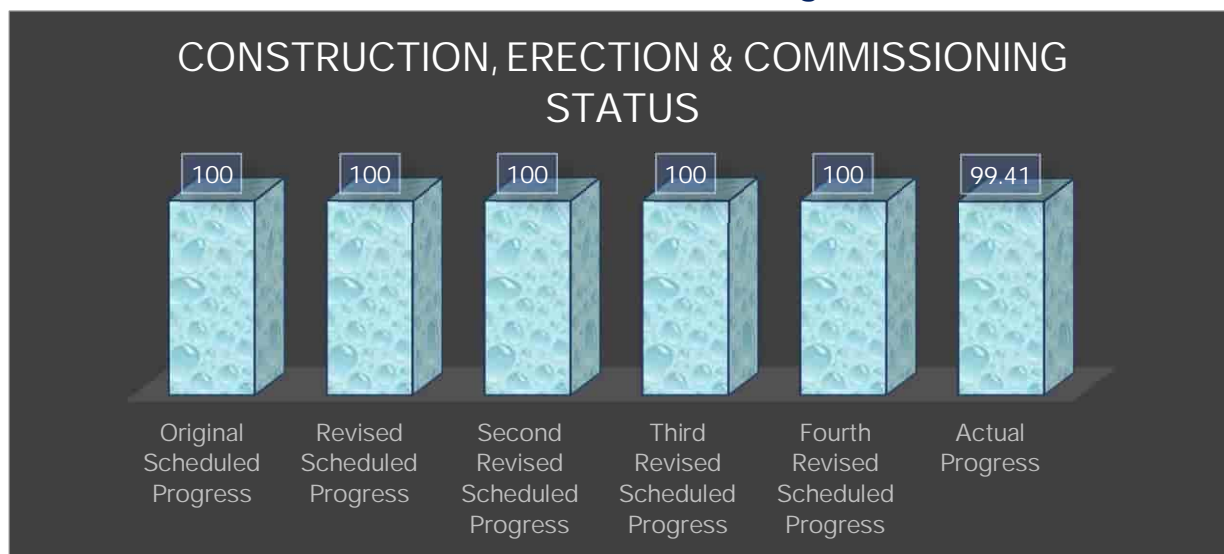 CONSTRUCTION, ERECTION & COMMISSIONING
STATUS
100
100
100
100
100
99.41
Original
Scheduled
Progress
Revised
Scheduled
Progress
Second
Revised
Scheduled
Progress
Third
Revised
Scheduled
Progress
Fourth
Revised
Scheduled
Progress
Actual
Progress